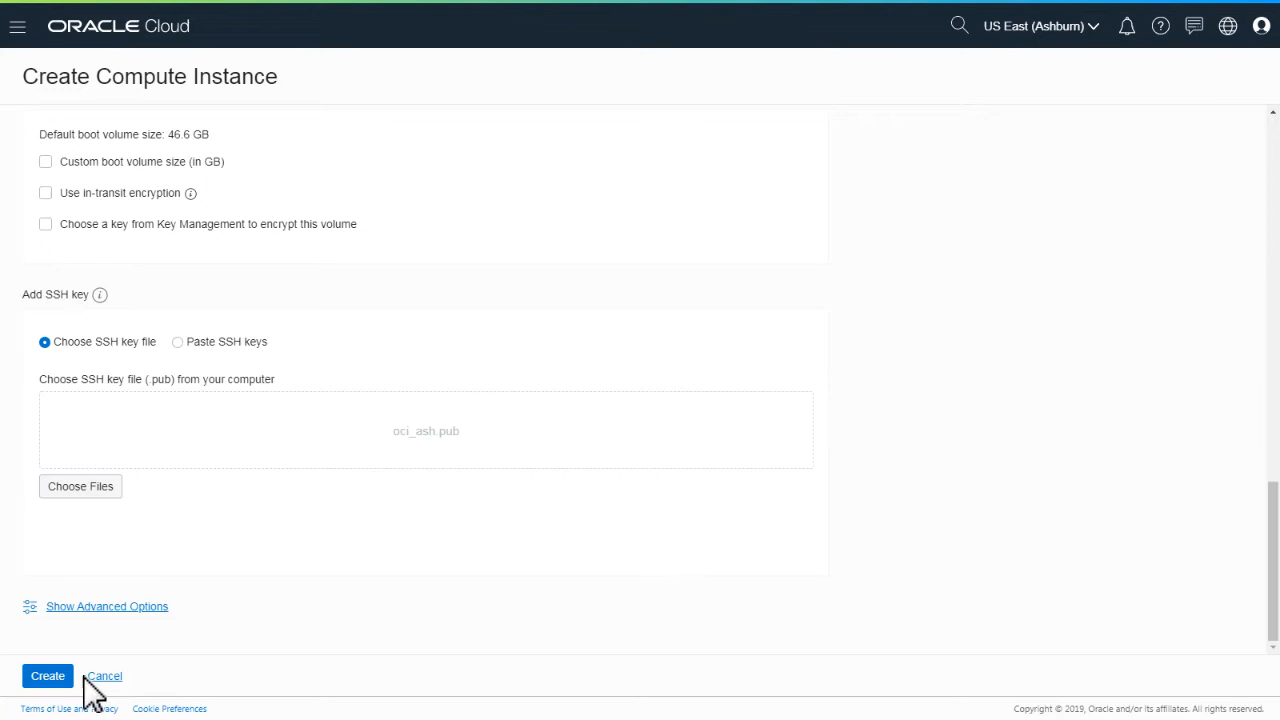 ORACLE Cloud
US East (Ashburn)
Create Compute Instance
Default boot volume size: 46.6 GB
Custom boot volume size (in GB)
Use in-transit encryption
Choose a key from Key Management to encrypt this volume
Add SSH key
Choose SSH key file
Paste SSH keys
Choose SSH key file (.pub) from your computer
oci_ash.pub
Choose Files
Show Advanced Options
Create
Cancel
Terms of Use and Privacy
Cookie Preferences
Copyright © 2019, Oracle and/or its affiliates. All rights reserved.